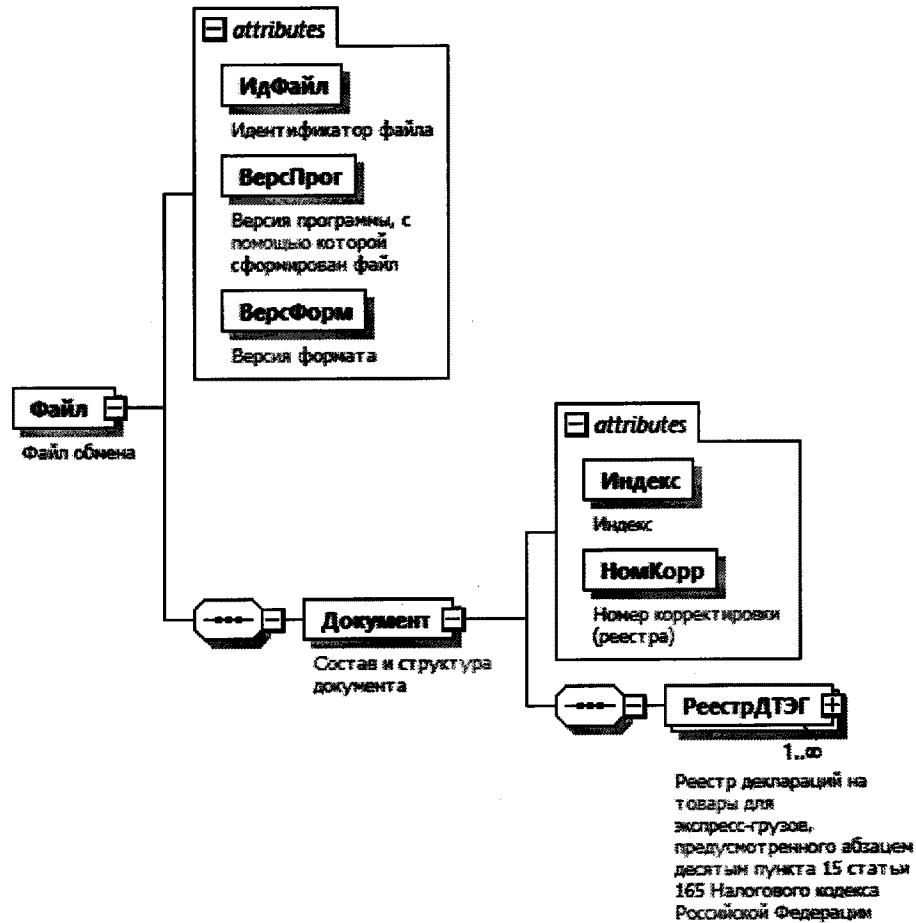 attributes
ИдФайл
Идентификатор файла
ВерсПрог
Версия программы, с
помощью которой
сформирован файл
ВерсФорм
Версия формата
Файл
Файл обмена
attributes
Индекс
Индекс
НомКорр
Номер корректировки
(реестра)
Документ
Состав и структура
документа
РеестрДТЭГ
1..∞
Реестр деклараций на
товары для
экспресс-грузов,
предусмотренного абзацем
десятым пункта 15 статьи
165 Налогового кодекса
Российской Федерации